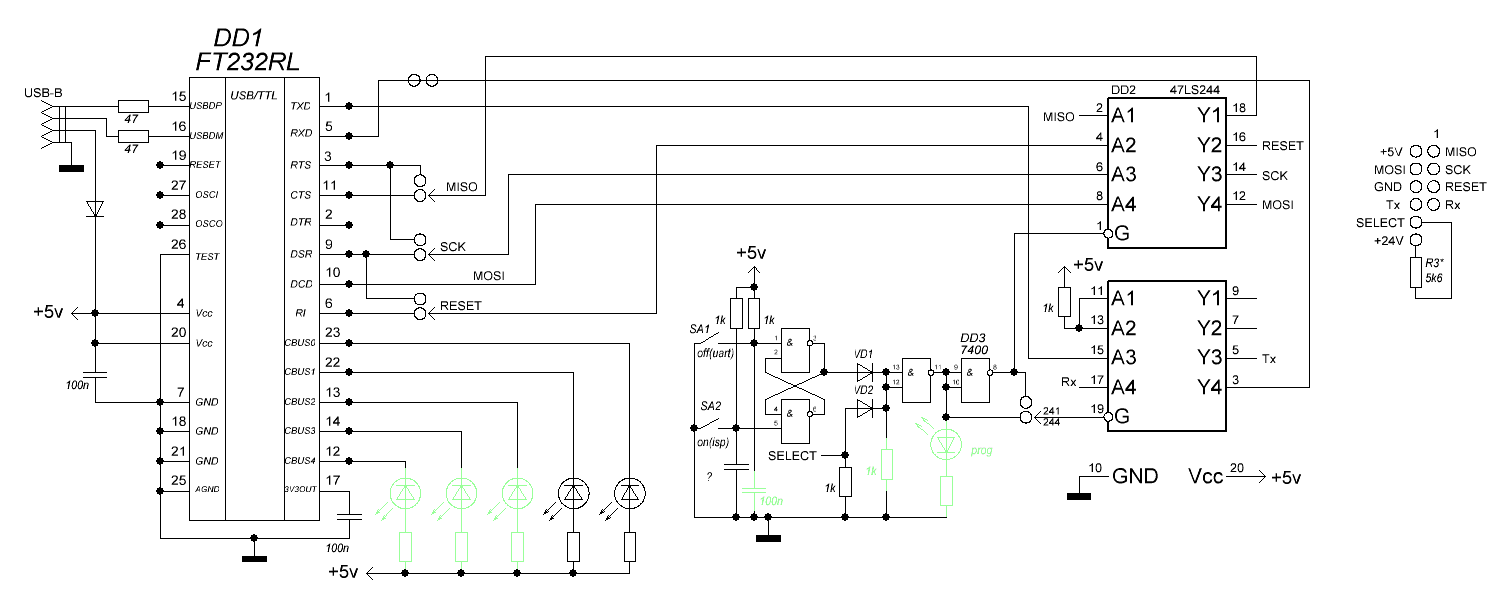 DD1
FT232RL
USB/TTL
USB-B
47
47
15 USBDP
16 USBDM
19 RESET
27 OSCI
28 OSCO
26 TEST
+5v
4 Vcc
20 Vcc
100n
7 GND
18 GND
21 GND
25 AGND
TXD 1
RXD 5
RTS 3
CTS 11
DTR 2
DSR 9
DCD 10
RI 6
CBUS0 23
CBUS1 22
CBUS2 13
CBUS3 14
CBUS4 12
3V3OUT 17
100n
+5v
MISO
SCK
MOSI
RESET
+5v
1k
1k
SA1
off(uart)
SA2
on(isp)
?
100n
1
2
&
3
4
5
&
6
VD1
VD2
SELECT
1k
1k
13
12
&
11
DD3
7400
9
10
&
8
prog
241
244
DD2 47LS244
MISO 2 A1 Y1 18
4 A2 Y2 16 RESET
6 A3 Y3 14 SCK
8 A4 Y4 12 MOSI
1 G
+5v
1k
11 A1 Y1 9
13 A2 Y2 7
15 A3 Y3 5 Tx
Rx 17 A4 Y4 3
19 G
10 GND Vcc 20 +5v
1
+5V MISO
MOSI SCK
GND RESET
Tx Rx
SELECT
+24V
R3*
5k6